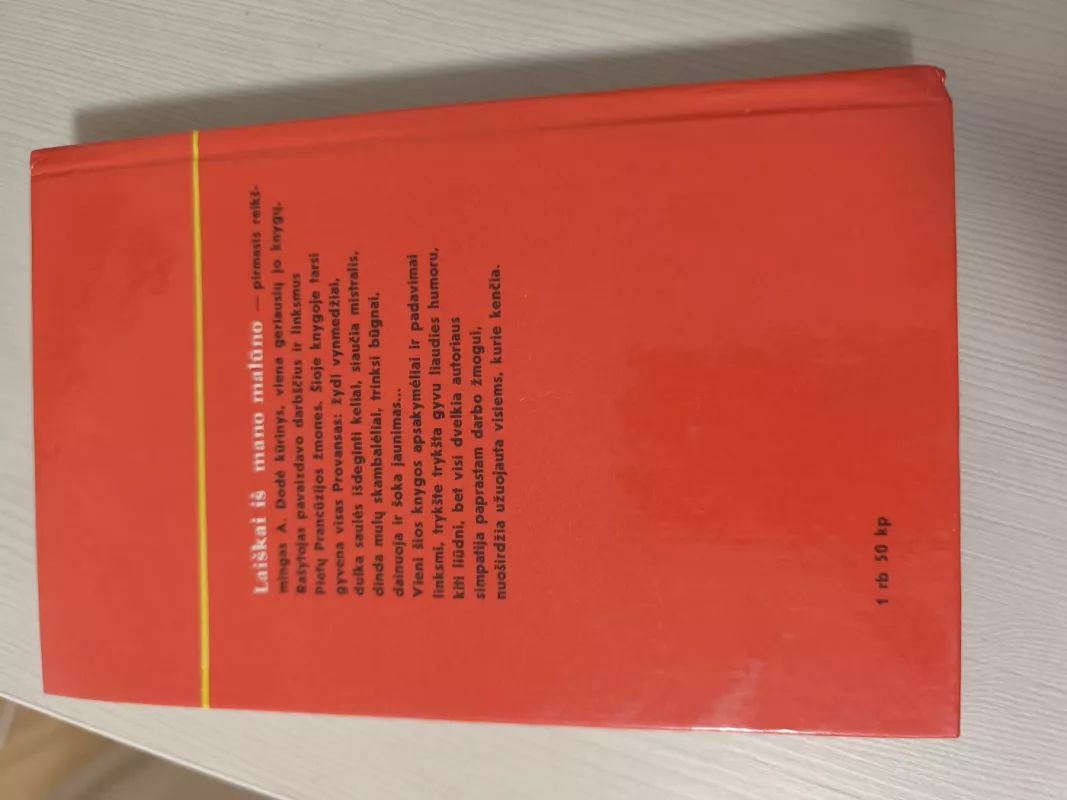 Laiškai iš mano malūno — pirmasis reikš-
mingas A. Dodė kūrinys, viena geriausių jo knygų.
Rašytojas pavaizdavo darbščius ir linksmus
Pietų Prancūzijos žmones. Šioje knygoje tarsi
gyvena visas Provansas: žydi vynmedžiai,
dulka saulės išdeginti keliai, siaučia mistralis,
dinda mulų skambalėliai, trinksi būgnai,
dainuoja ir šoka jaunimas...
Vieni šios knygos apsakymėliai ir padavimai
linksmi, trykšte trykšta gyvu liaudies humoru,
kiti liūdni, bet visi dvelkia autoriaus
simpatija paprastam darbo žmogui,
nuoširdžia užuojauta visiems, kurie kenčia.
1 rb 50 kp